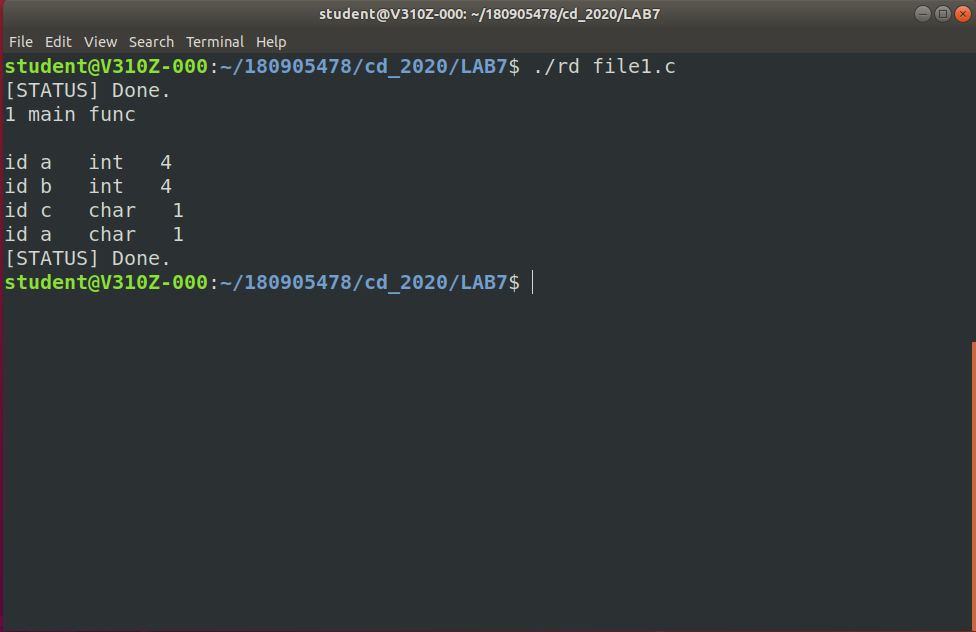 student@V310Z-000: ~/180905478/cd_2020/LAB7
File Edit View Search Terminal Help
student@V310Z-000:~/180905478/cd_2020/LAB7$ ./rd file1.c
[STATUS] Done.
1 main func
id a   int   4
id b   int   4
id c   char   1
id a   char   1
[STATUS] Done.
student@V310Z-000:~/180905478/cd_2020/LAB7$